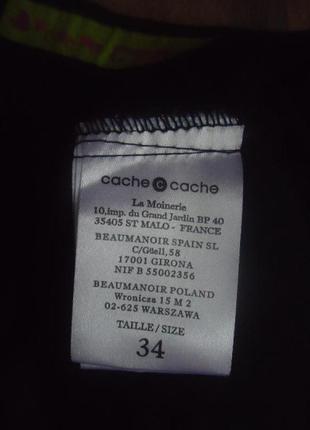 cache c cache
La Moinerie
10,imp. du Grand Jardin BP 40
35405 ST MALO - FRANCE
BEAUMANOIR SPAIN SL
C/Güell,58
17001 GIRONA
NIF B 55002356
BEAUMANOIR POLAND
Wronicza 15 M 2
02-625 WARSZAWA
TAILLE/SIZE
34